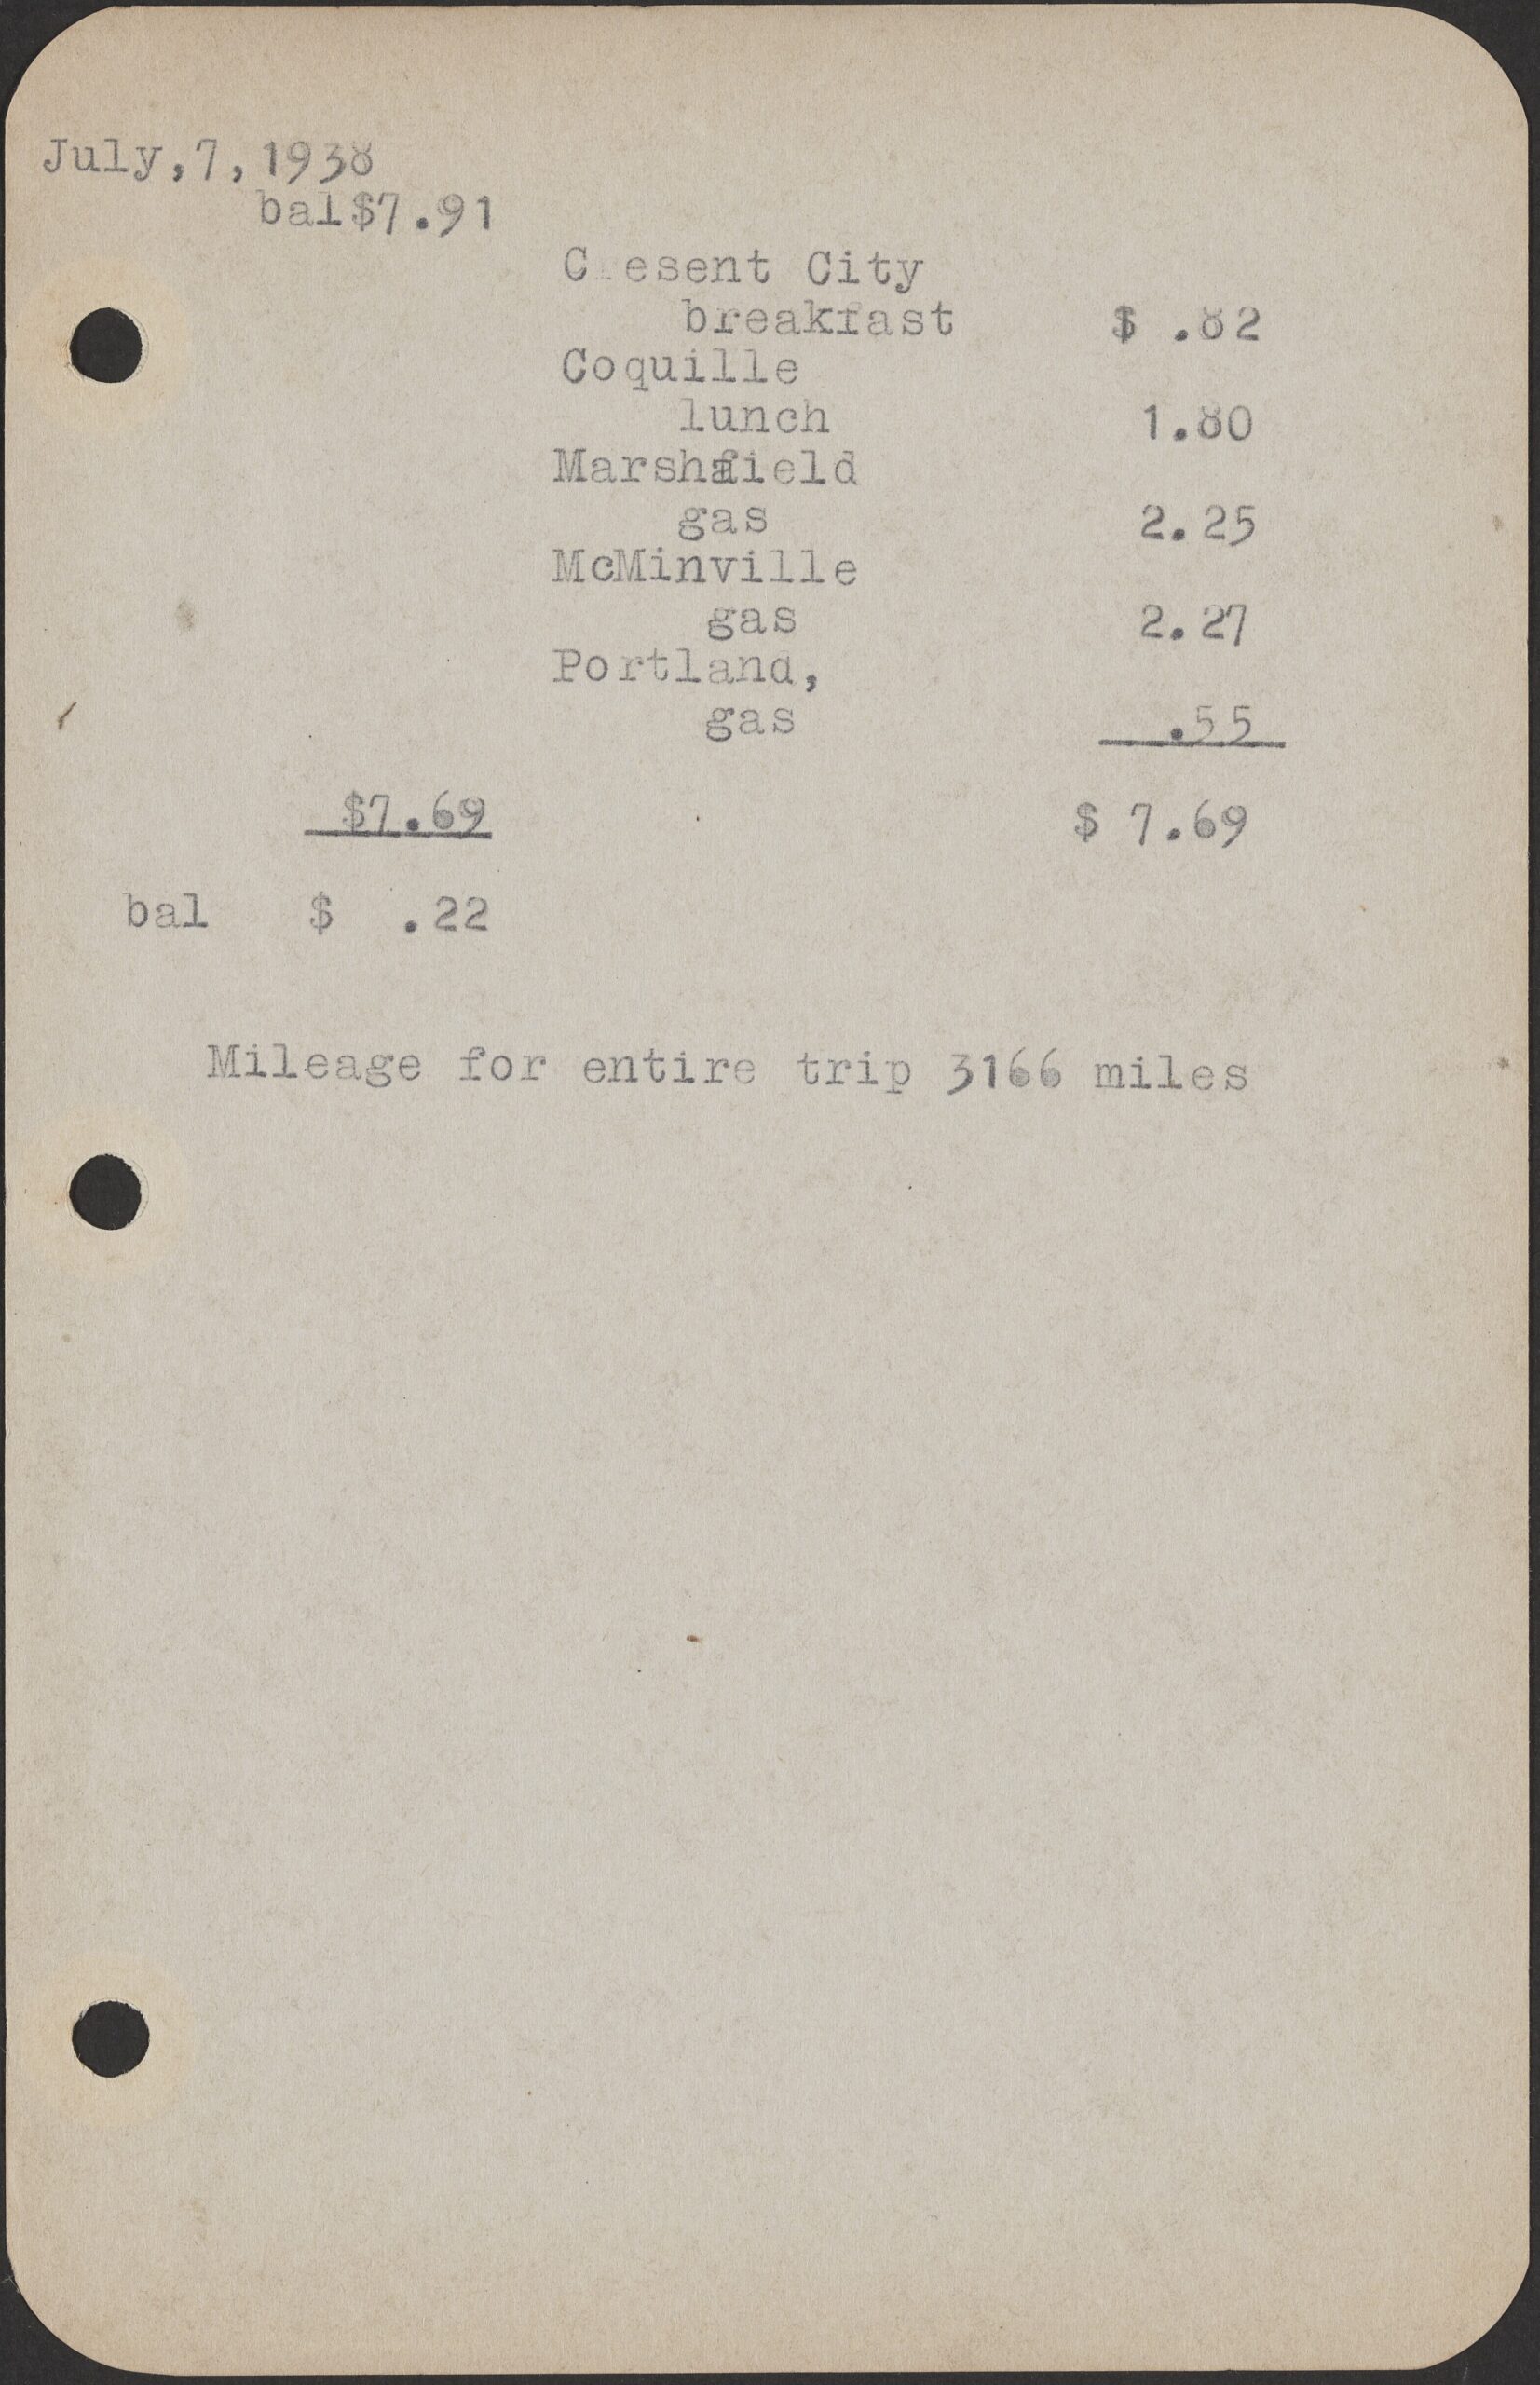 July,7,1938
bal$7.91
C esent City
breakfast $ .82
Coquille
lunch 1.80
Marshfield
gas 2.25
McMinville
gas 2.27
Portland,
gas .55
$7.69 $ 7.69
bal $ .22
Mileage for entire trip 3166 miles